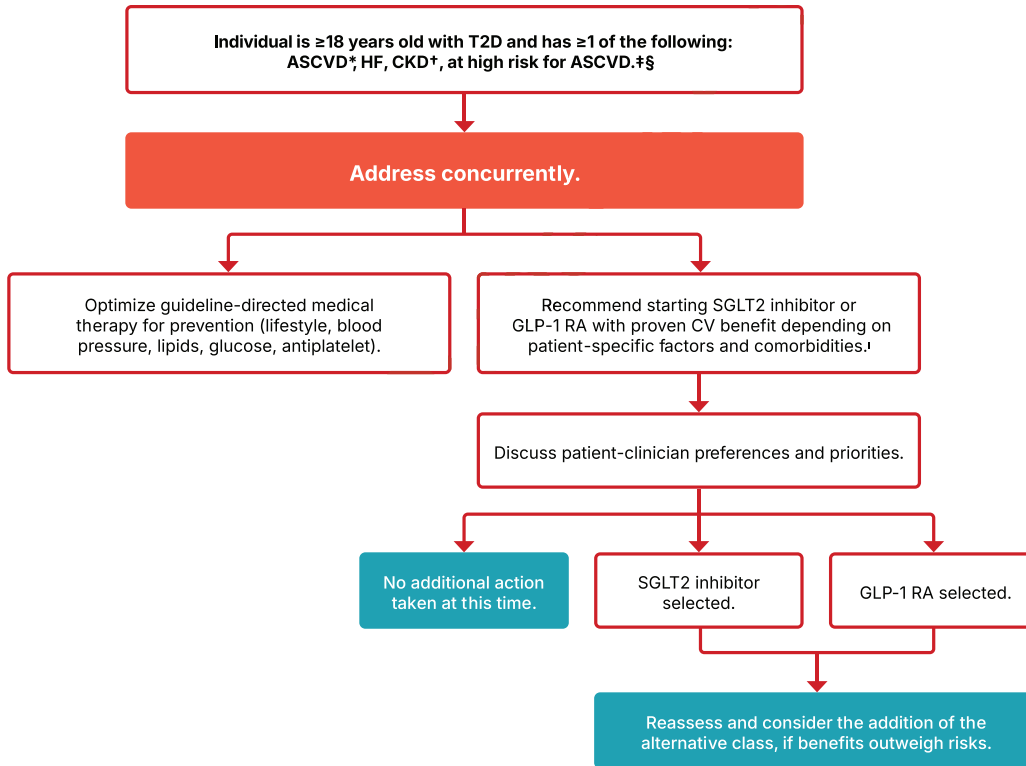 Individual is ≥18 years old with T2D and has ≥1 of the following:
ASCVD*, HF, CKD†, at high risk for ASCVD.‡§
Address concurrently.
Optimize guideline-directed medical
therapy for prevention (lifestyle, blood
pressure, lipids, glucose, antiplatelet).
Recommend starting SGLT2 inhibitor or
GLP-1 RA with proven CV benefit depending on
patient-specific factors and comorbidities.ı
Discuss patient-clinician preferences and priorities.
No additional action
taken at this time.
SGLT2 inhibitor
selected.
GLP-1 RA selected.
Reassess and consider the addition of the
alternative class, if benefits outweigh risks.